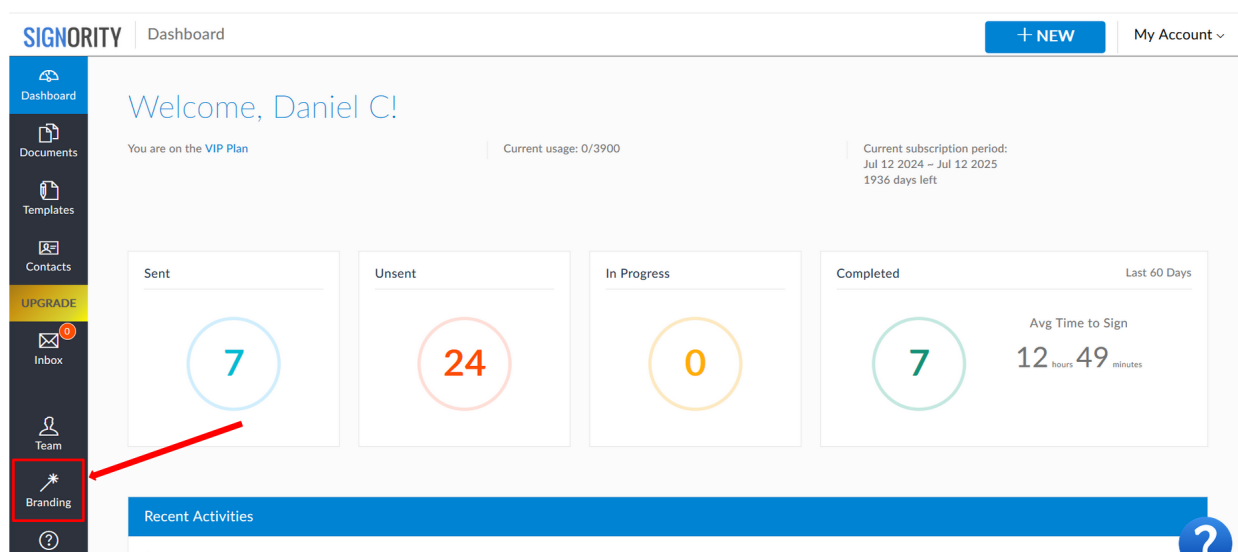 SIGNORITY
Dashboard
+ NEW
My Account
Dashboard
Documents
Templates
Contacts
UPGRADE
0
Inbox
Team
Branding
?
Welcome, Daniel C!
You are on the VIP Plan
Current usage: 0/3900
Current subscription period:
Jul 12 2024 ~ Jul 12 2025
1936 days left
Sent
7
Unsent
24
In Progress
0
Completed
Last 60 Days
7
Avg Time to Sign
12 hours 49 minutes
Recent Activities
?